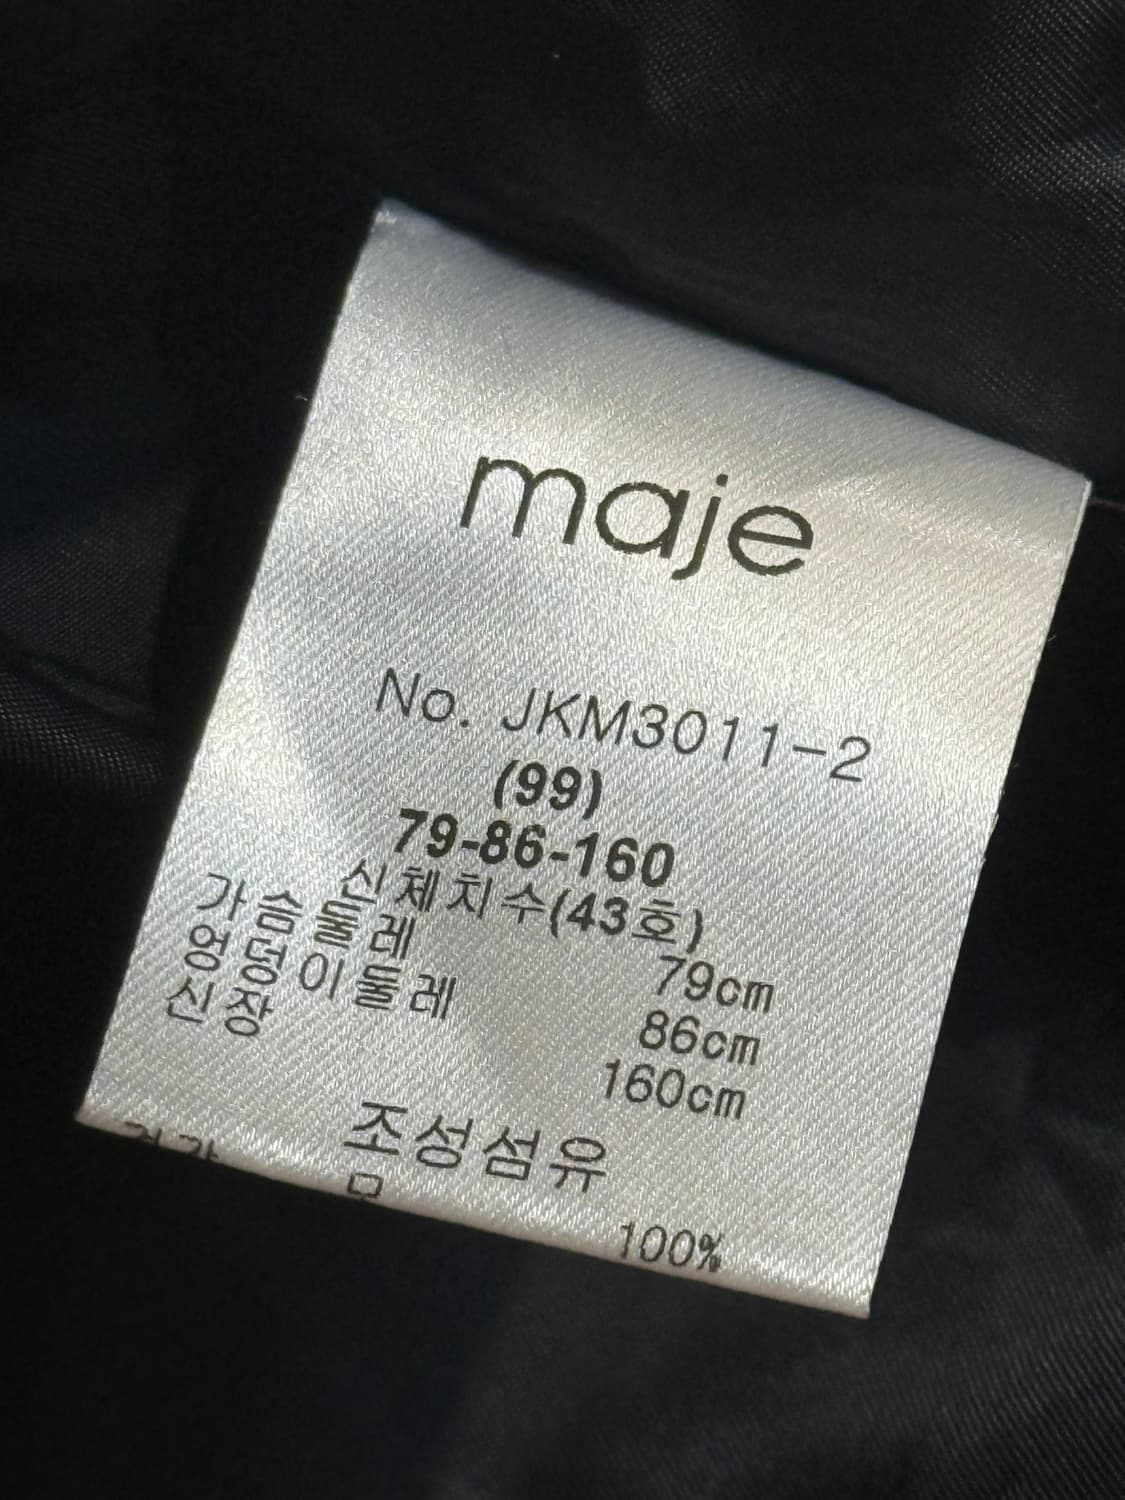 maje
No. JKM3011-2
(99)
79-86-160
신체치수(43호)
가슴둘레 79cm
엉덩이둘레 86cm
신장 160cm
조성섬유
100%